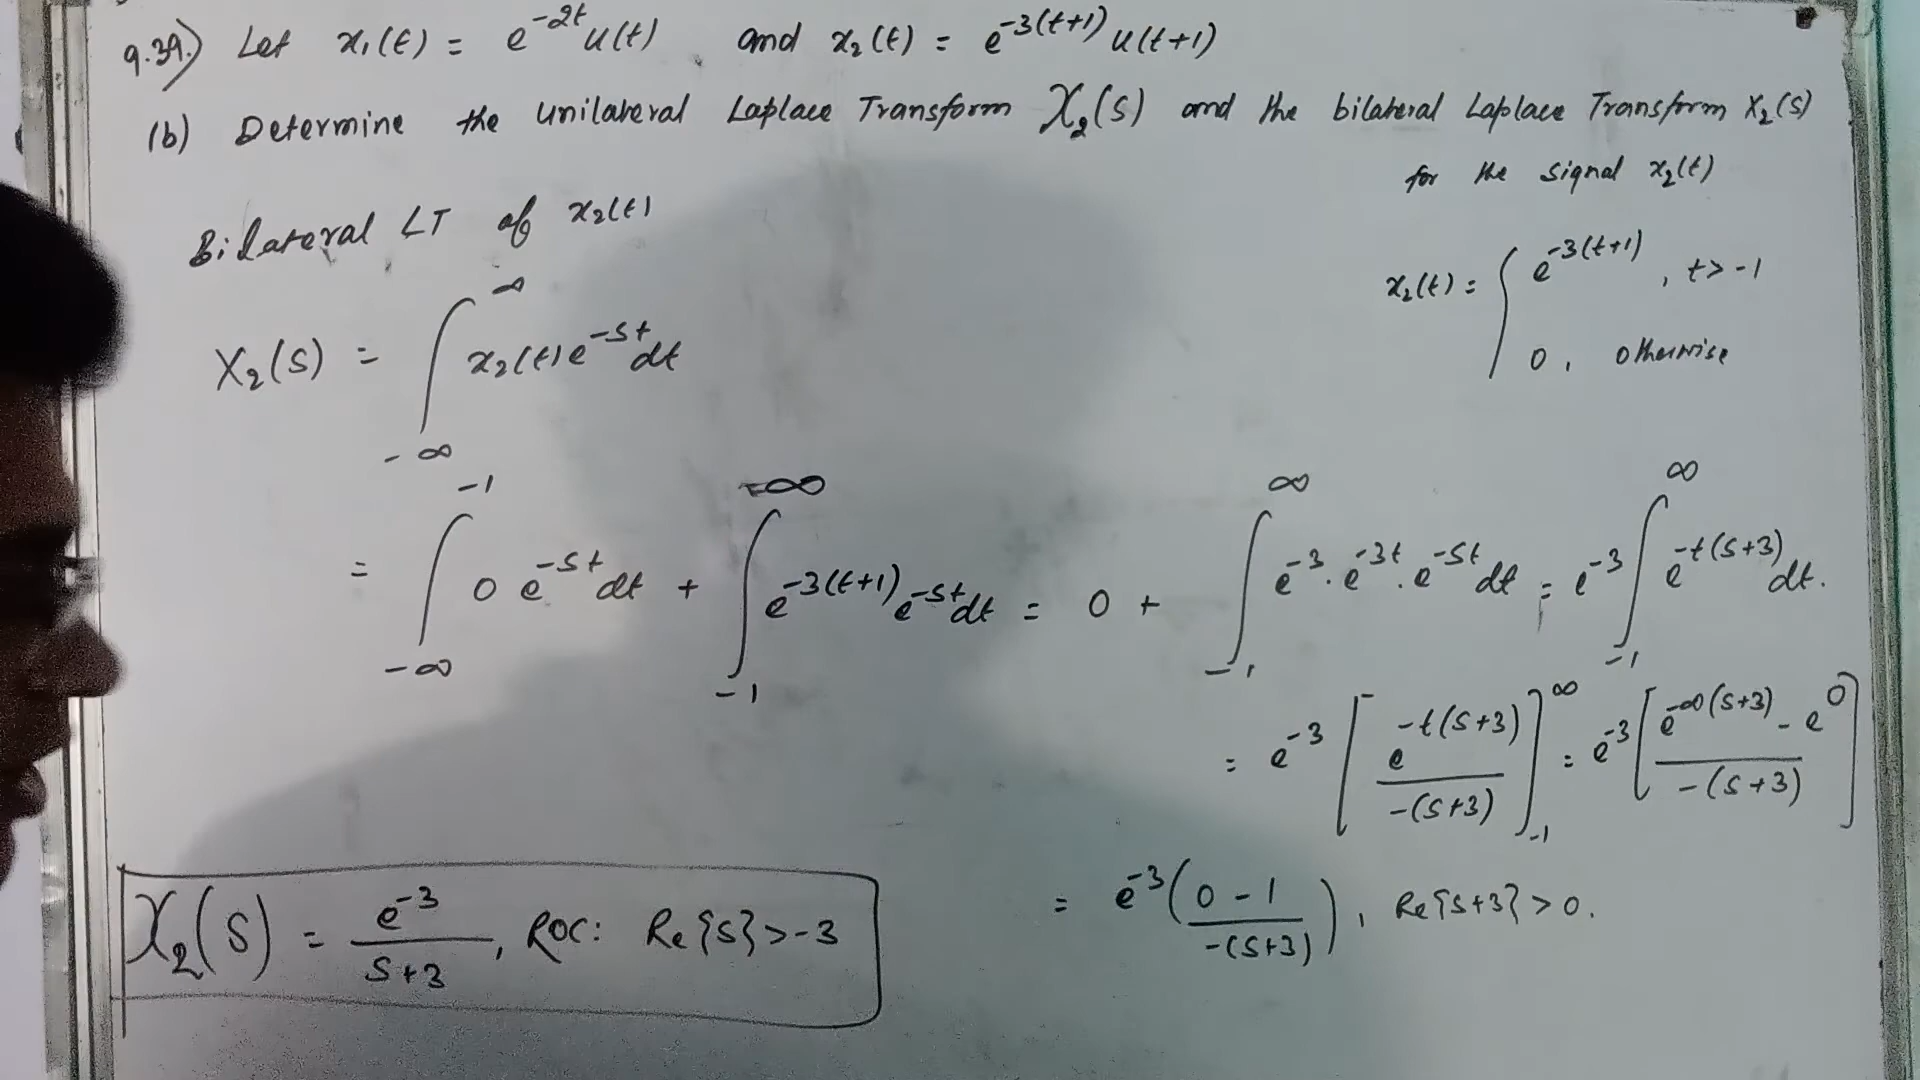 9.39.) Let x₁(t) = e^{-2t} u(t) and x₂(t) = e^{-3(t+1)} u(t+1)
(b) Determine the unilateral Laplace Transform X₂(s) and the bilateral Laplace Transform X₂(s)
for the signal x₂(t)
Bilateral LT of x₂(t)
x₂(t) = { e^{-3(t+1)}, t > -1
0, otherwise
X₂(s) = ∫_{-∞}^{∞} x₂(t) e^{-st} dt
= ∫_{-∞}^{-1} 0 e^{-st} dt + ∫_{-1}^{∞} e^{-3(t+1)} e^{-st} dt = 0 + ∫_{-1}^{∞} e^{-3} . e^{-3t} . e^{-st} dt = e^{-3} ∫_{-1}^{∞} e^{-t(s+3)} dt.
= e^{-3} [ e^{-t(s+3)} / -(s+3) ]_{-1}^{∞} = e^{-3} [ (e^{-∞(s+3)} - e^{0}) / -(s+3) ]
= e^{-3} ( (0 - 1) / -(s+3) ), Re{s+3} > 0.
X₂(s) = e^{-3} / (s+3), ROC: Re{s} > -3